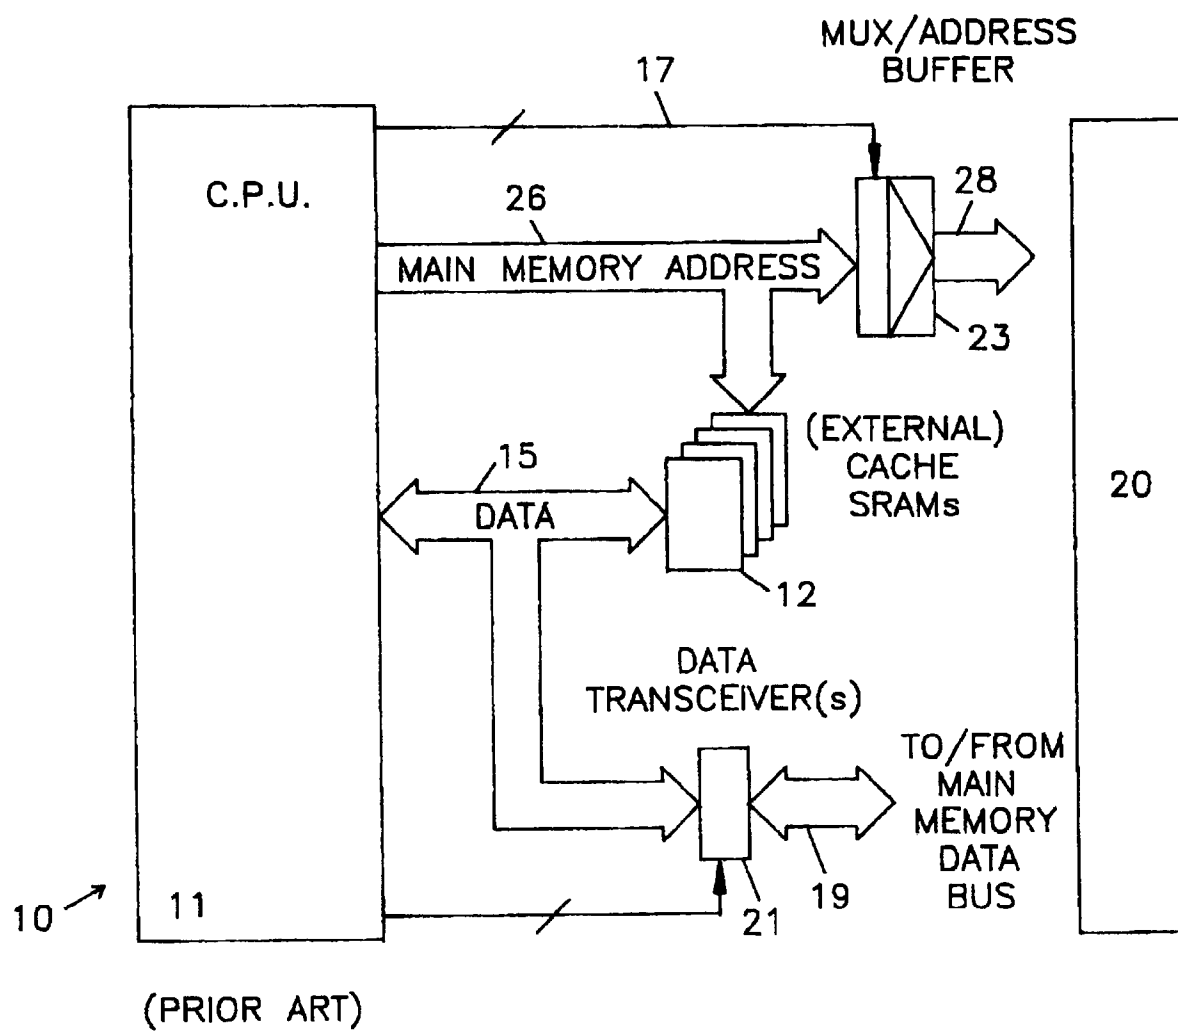 MUX/ADDRESS
BUFFER
17
C.P.U.
26
28
MAIN MEMORY ADDRESS
23
(EXTERNAL)
CACHE
SRAMs
15
DATA
20
12
DATA
TRANSCEIVER(s)
TO/FROM
MAIN
MEMORY
DATA
BUS
10
11
21
19
(PRIOR ART)